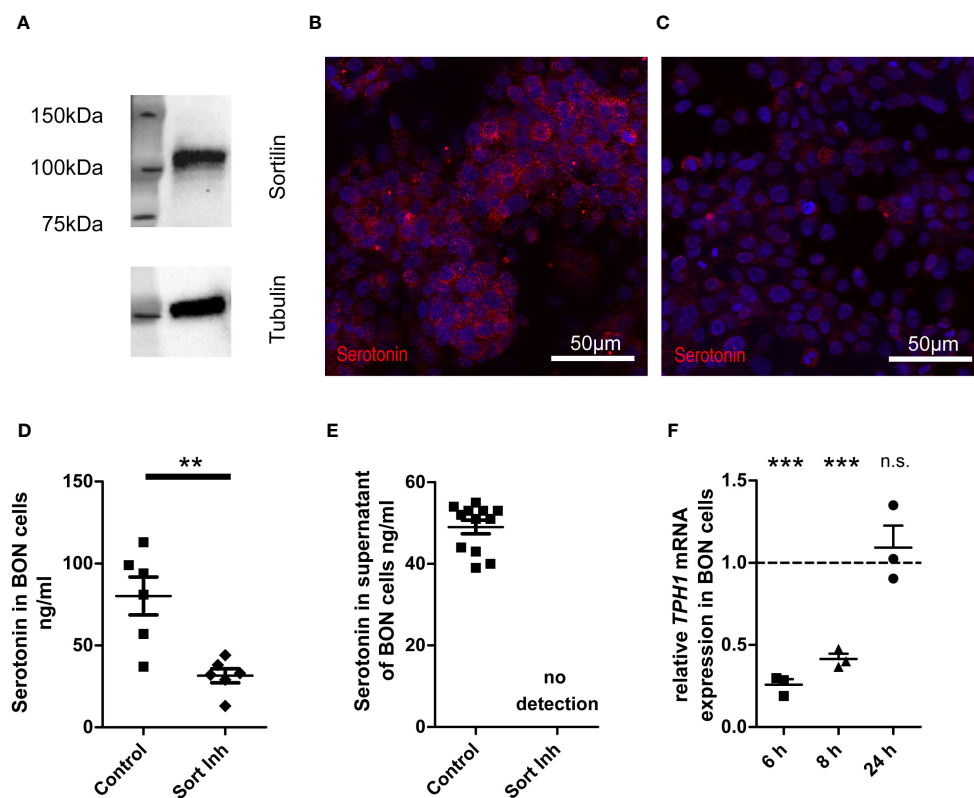 A
B
C
150kDa
100kDa
75kDa
Sortilin
Tubulin
Serotonin
50µm
Serotonin
50µm
D
Serotonin in BON cells
ng/ml
150
100
50
0
**
Control
Sort Inh
E
Serotonin in supernatant
of BON cells ng/ml
60
40
20
0
no
detection
Control
Sort Inh
F
relative TPH1 mRNA
expression in BON cells
1.5
1.0
0.5
0.0
***
***
n.s.
6 h
8 h
24 h